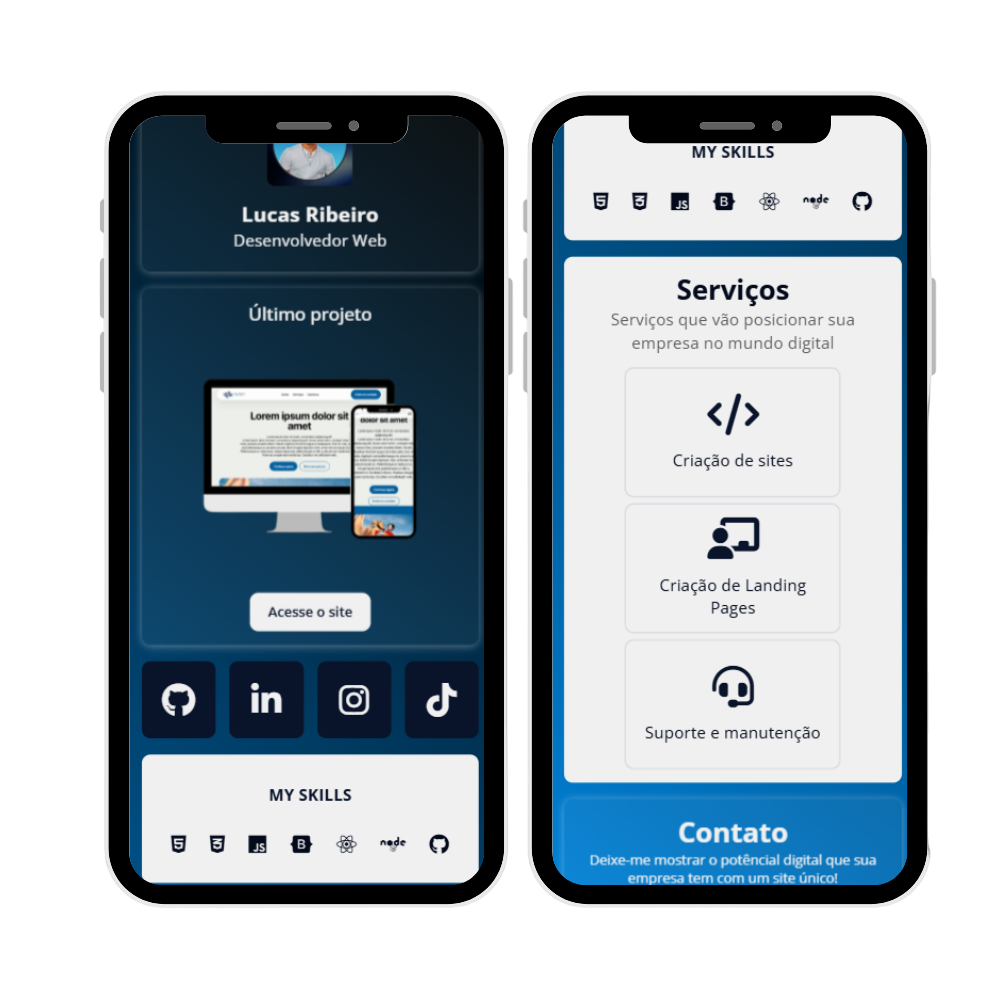 Lucas Ribeiro
Desenvolvedor Web
Último projeto
Lorem ipsum dolor sit
amet
dolor sit amet
Acesse o site
in
MY SKILLS
JS
B
node
MY SKILLS
JS
B
node
Serviços
Serviços que vão posicionar sua
empresa no mundo digital
Criação de sites
Criação de Landing
Pages
Suporte e manutenção
Contato
Deixe-me mostrar o potêncial digital que sua
empresa tem com um site único!